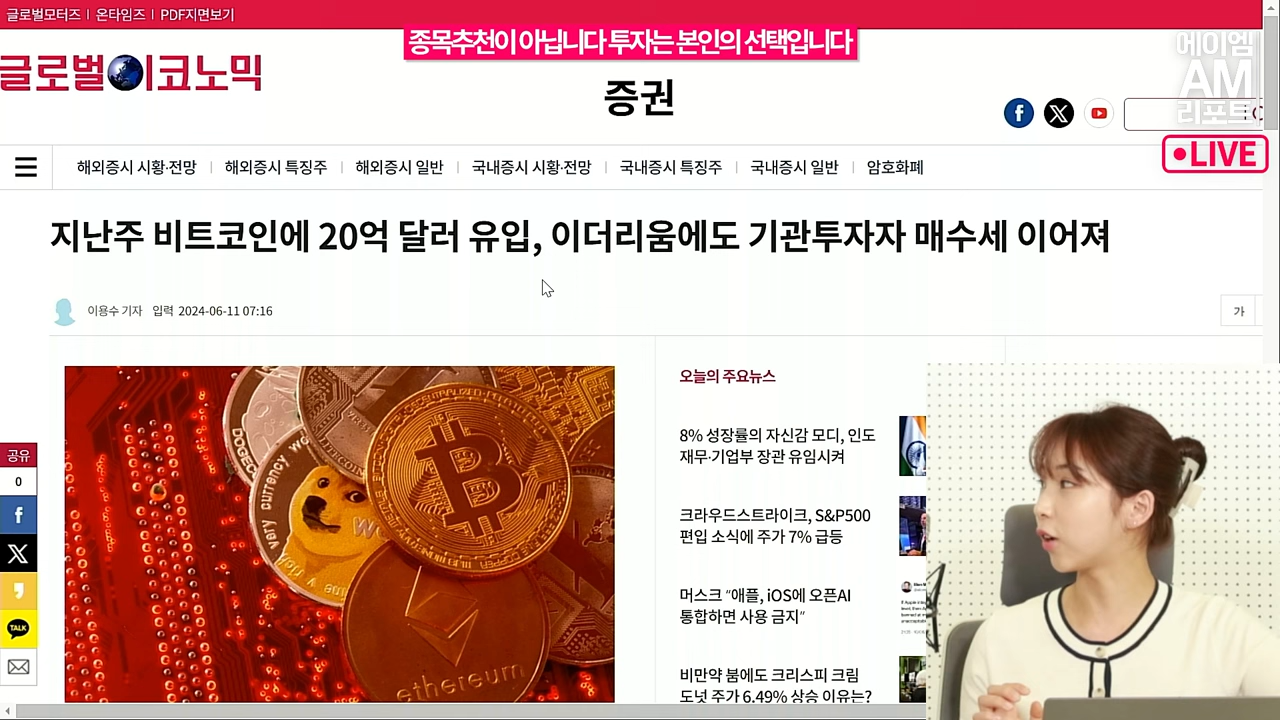 글로벌모터즈 | 온타임즈 | PDF지면보기
종목추천이 아닙니다 투자는 본인의 선택입니다
글로벌이코노믹
증권
에이엠
AM
리포트
LIVE
해외증시 시황·전망 | 해외증시 특징주 | 해외증시 일반 | 국내증시 시황·전망 | 국내증시 특징주 | 국내증시 일반 | 암호화폐
지난주 비트코인에 20억 달러 유입, 이더리움에도 기관투자자 매수세 이어져
이용수 기자 입력 2024-06-11 07:16
가
오늘의 주요뉴스
8% 성장률의 자신감 모디, 인도
재무·기업부 장관 유임시켜
크라우드스트라이크, S&P500
편입 소식에 주가 7% 급등
머스크 “애플, iOS에 오픈AI
통합하면 사용 금지”
비만약 붐에도 크리스피 크림
도넛 주가 6.49% 상승 이유는?
공유
0
TALK
DOGEC
very currency
ethereum